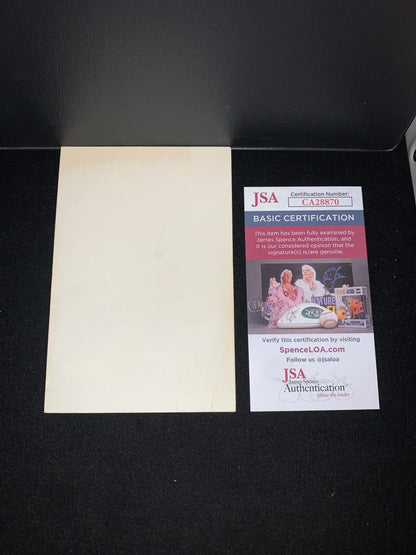 JSA
Certification Number:
CA28870
BASIC CERTIFICATION
This item has been fully examined by
James Spence Authentication, and
it is our considered opinion that the
signature(s) is/are genuine.
Verify this certification by visiting
SpenceLOA.com
Follow us @jsaloa
JSA
James Spence
Authentication
follow the leader